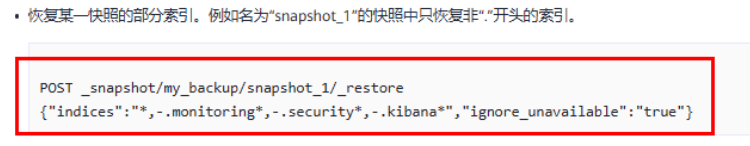 • 恢复某一快照的部分索引。例如名为“snapshot_1”的快照中只恢复非“.”开头的索引。
POST _snapshot/my_backup/snapshot_1/_restore
{"indices":"*,-.monitoring*,-.security*,-.kibana*","ignore_unavailable":"true"}